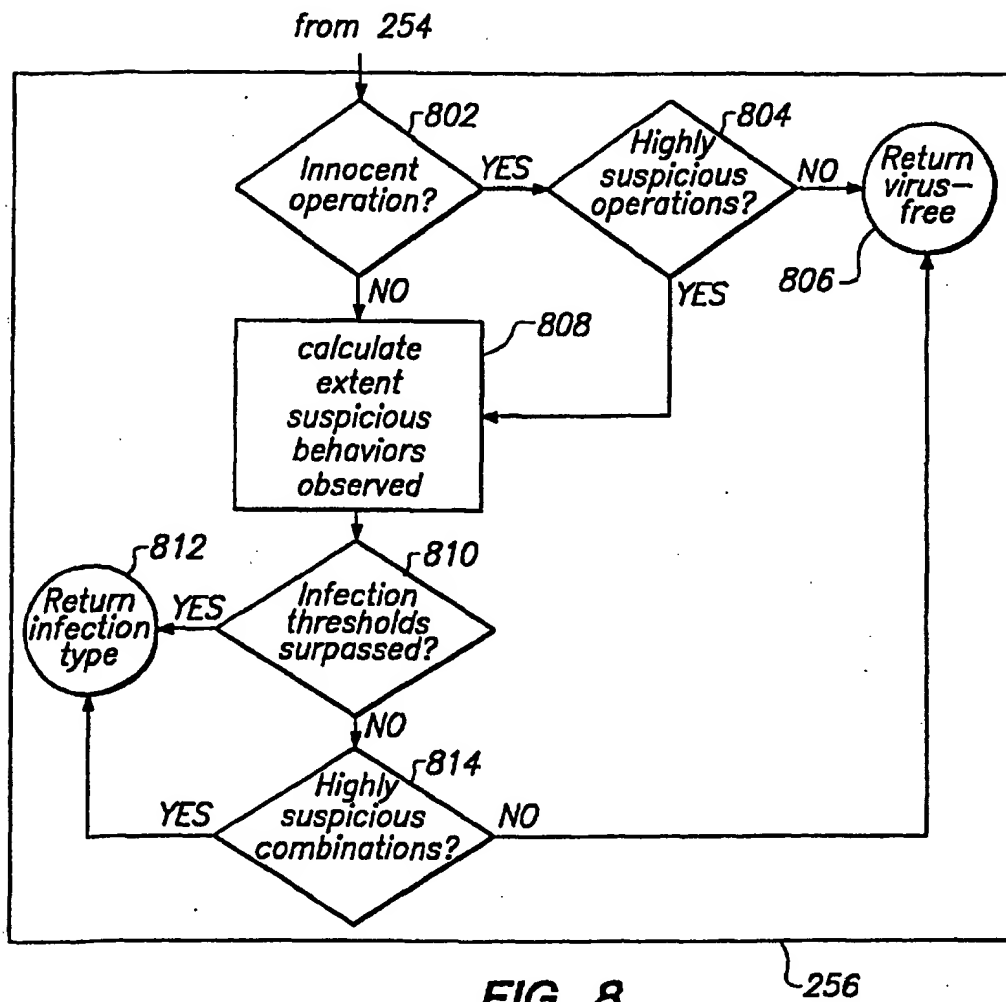 from 254
802
Innocent
operation?
YES
804
Highly
suspicious
operations?
NO
Return
virus-
free
806
NO
YES
808
calculate
extent
suspicious
behaviors
observed
812
Return
infection
type
YES
810
Infection
thresholds
surpassed?
NO
814
YES
Highly
suspicious
combinations?
NO
256
FIG. 8